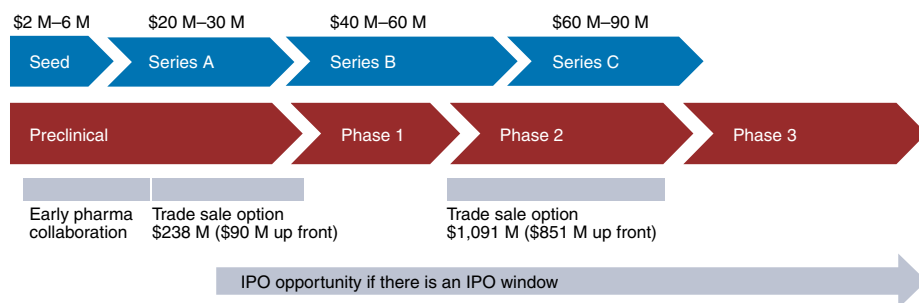 $2 M–6 M
$20 M–30 M
$40 M–60 M
$60 M–90 M
Seed
Series A
Series B
Series C
Preclinical
Phase 1
Phase 2
Phase 3
Early pharma
collaboration
Trade sale option
$238 M ($90 M up front)
Trade sale option
$1,091 M ($851 M up front)
IPO opportunity if there is an IPO window